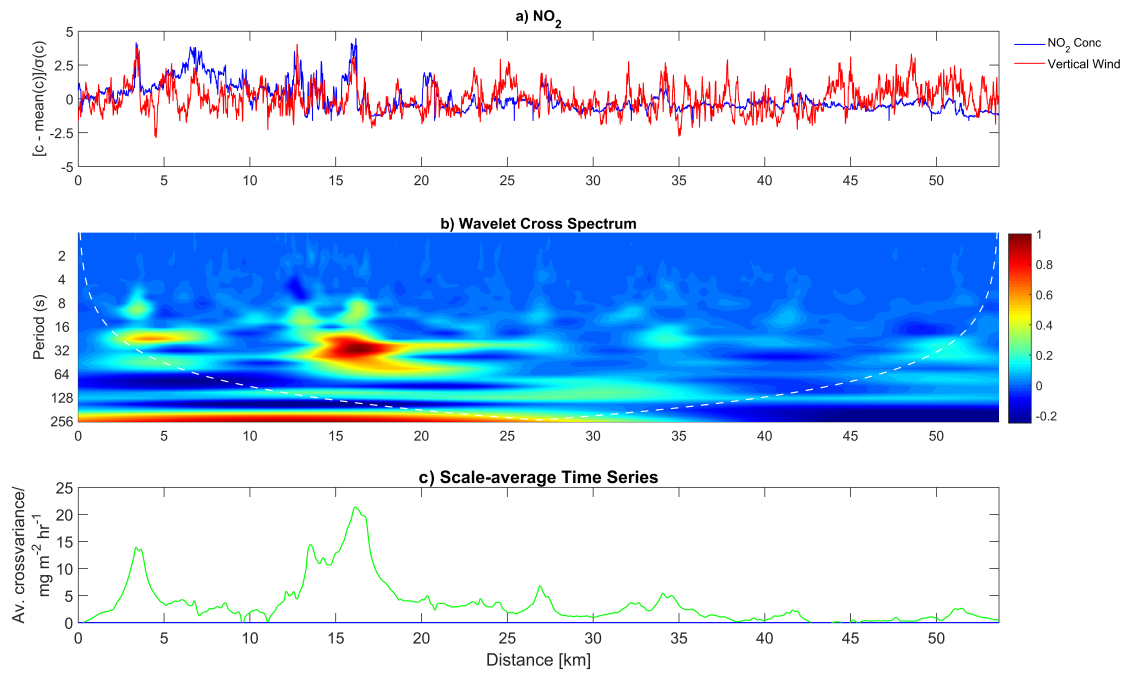 a) NO2
[c - mean(c)]/σ(c)
5
2.5
0
-2.5
-5
0 5 10 15 20 25 30 35 40 45 50
NO2 Conc
Vertical Wind
b) Wavelet Cross Spectrum
Period (s)
2
4
8
16
32
64
128
256
0 5 10 15 20 25 30 35 40 45 50
1
0.8
0.6
0.4
0.2
0
-0.2
c) Scale-average Time Series
Av. crossvariance/
mg m-2 hr-1
25
20
15
10
5
0
0 5 10 15 20 25 30 35 40 45 50
Distance [km]